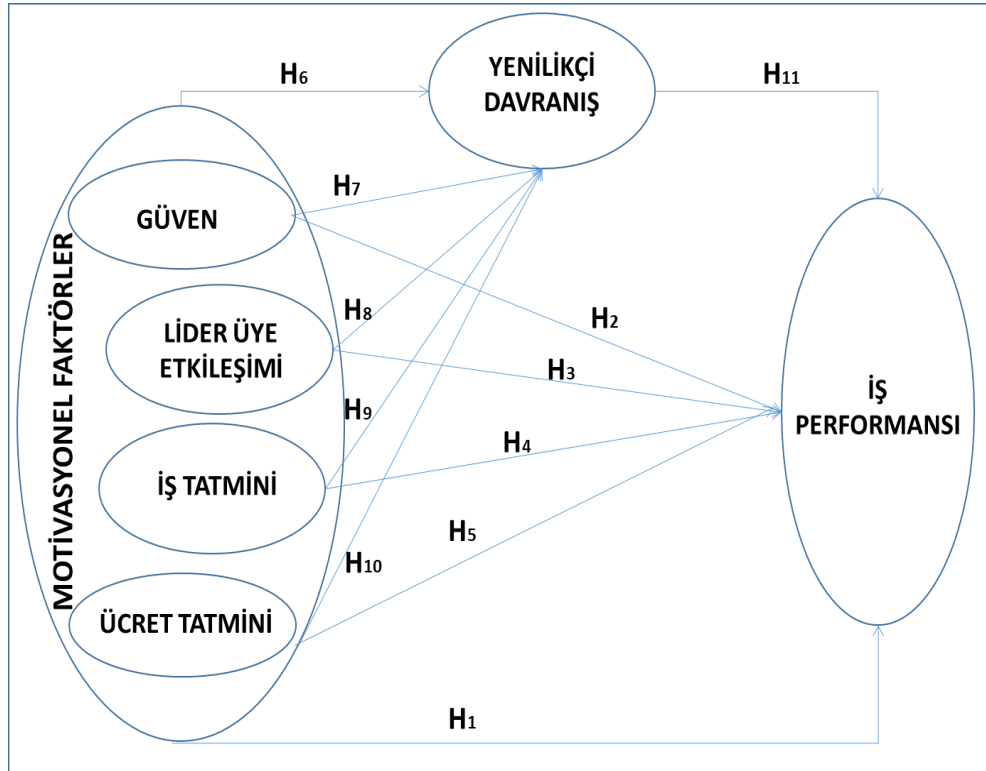 H6
YENİLİKÇİ
DAVRANIŞ
H11
MOTİVASYONEL FAKTÖRLER
GÜVEN
H7
LİDER ÜYE
ETKİLEŞİMİ
H8
H2
H3
İŞ
PERFORMANSI
İŞ TATMİNİ
H9
H4
ÜCRET TATMİNİ
H10
H5
H1